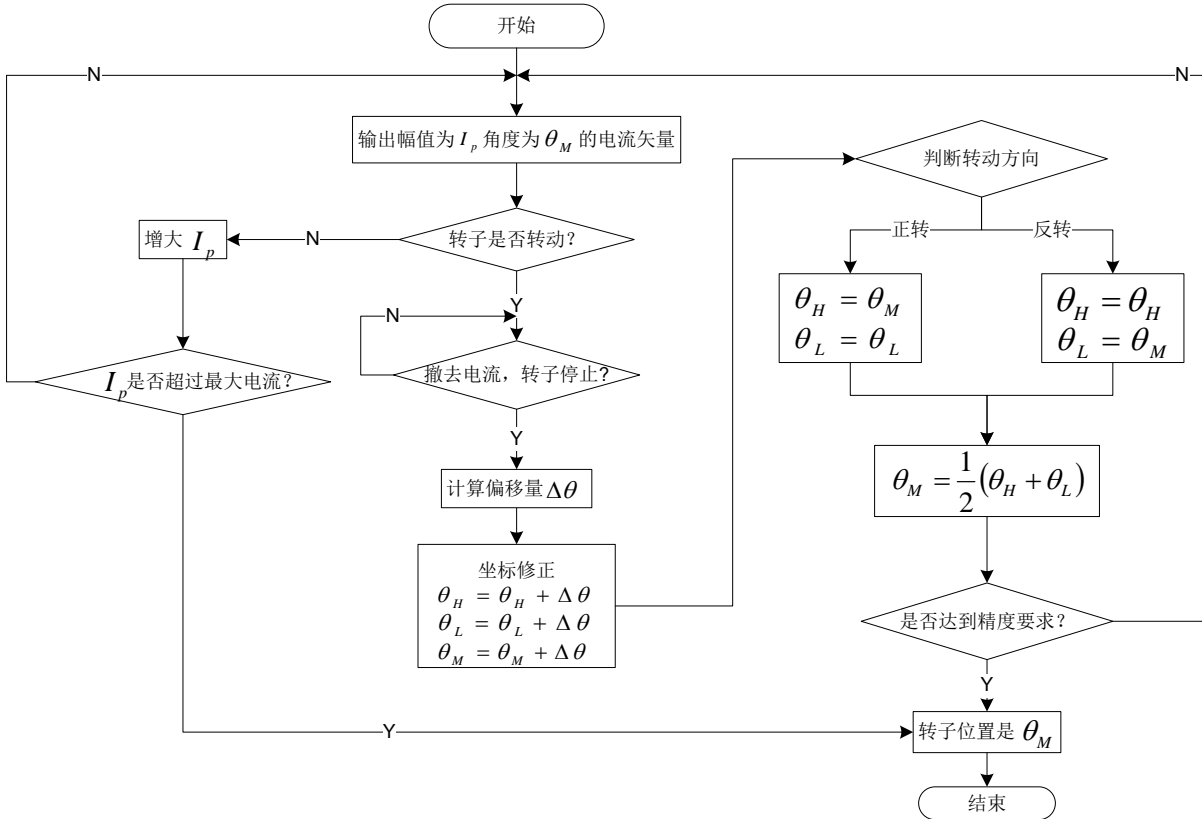 开始
N
N
输出幅值为 I_p 角度为 θ_M 的电流矢量
判断转动方向
增大 I_p
N
转子是否转动?
正转
反转
Y
θ_H = θ_M
θ_L = θ_L
θ_H = θ_H
θ_L = θ_M
N
I_p 是否超过最大电流?
撤去电流，转子停止?
Y
θ_M = 1/2 (θ_H + θ_L)
计算偏移量 Δθ
坐标修正
θ_H = θ_H + Δθ
θ_L = θ_L + Δθ
θ_M = θ_M + Δθ
是否达到精度要求?
Y
Y
转子位置是 θ_M
结束